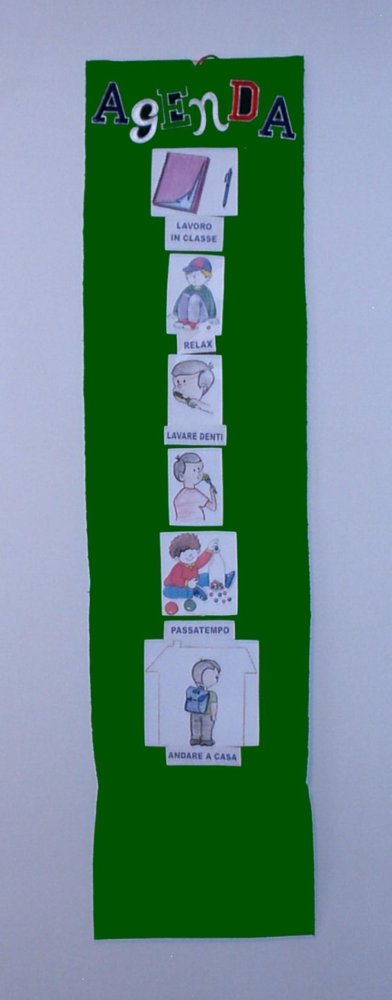 AgEnDA
LAVORO
IN CLASSE
RELAX
LAVARE DENTI
PASSATEMPO
ANDARE A CASA